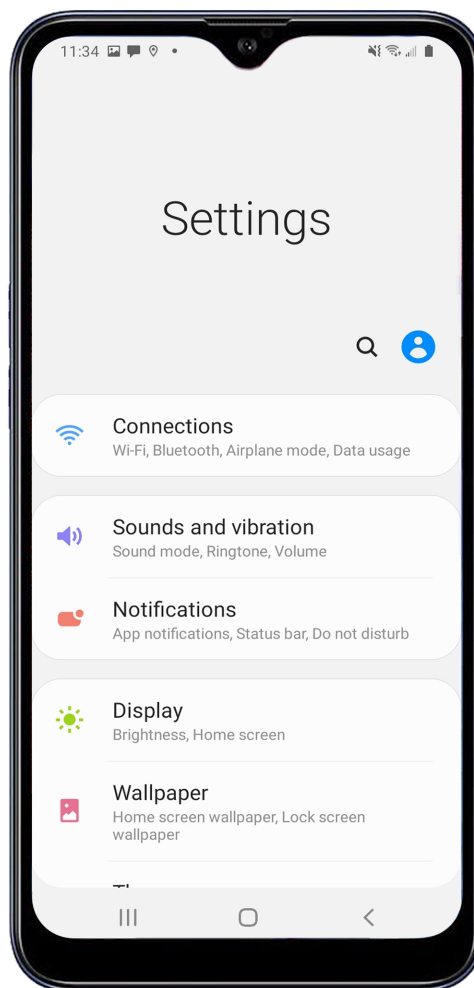 11:34
Settings
Connections
Wi-Fi, Bluetooth, Airplane mode, Data usage
Sounds and vibration
Sound mode, Ringtone, Volume
Notifications
App notifications, Status bar, Do not disturb
Display
Brightness, Home screen
Wallpaper
Home screen wallpaper, Lock screen
wallpaper